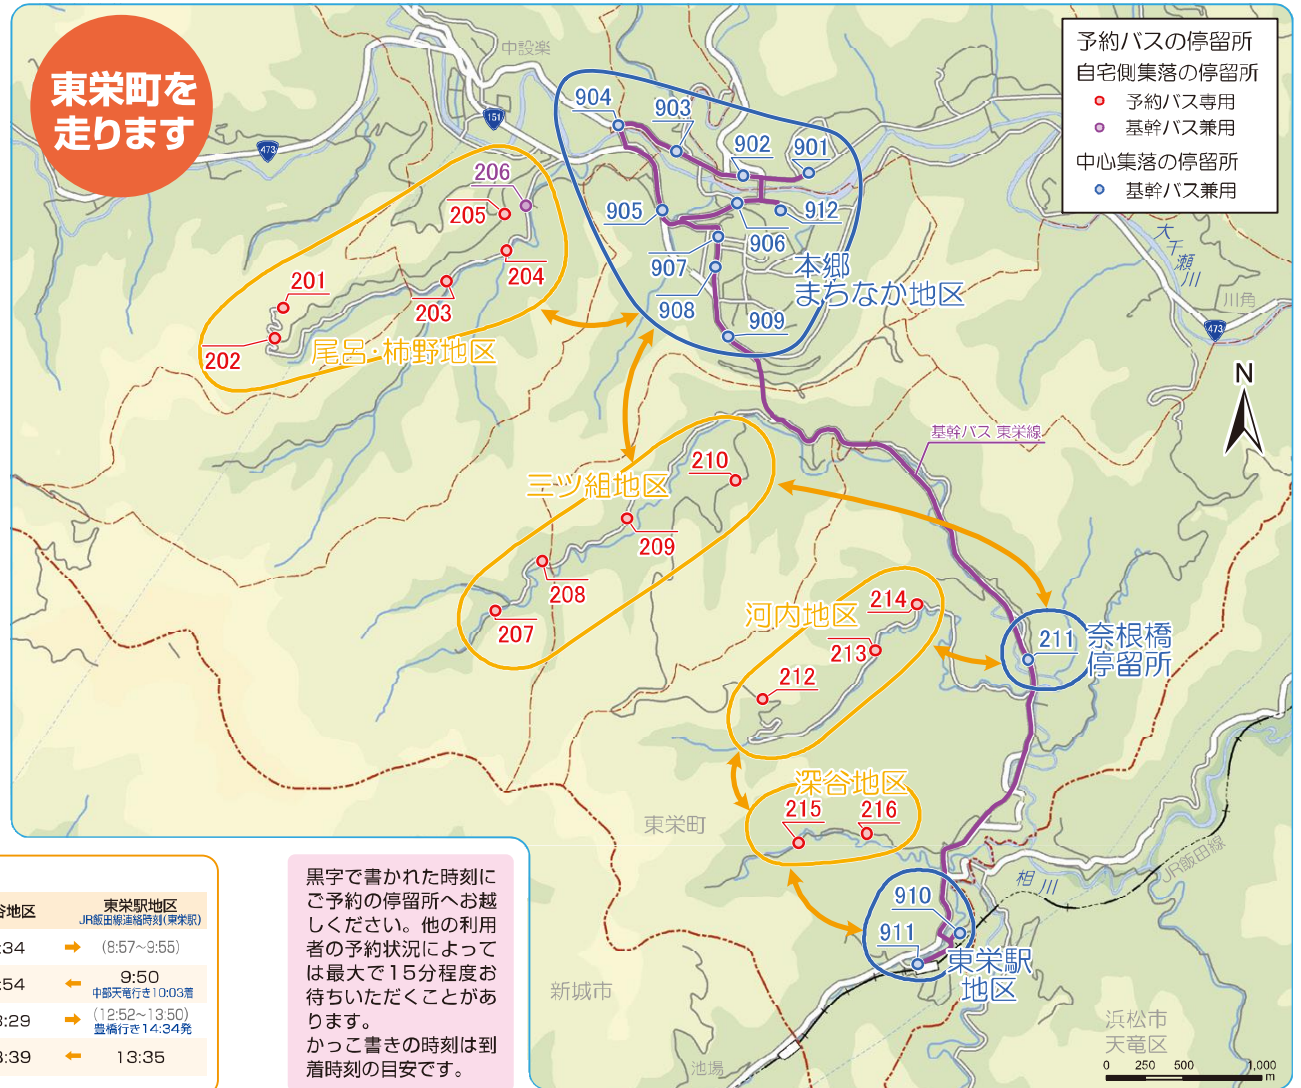 東栄町を
走ります
予約バスの停留所
自宅側集落の停留所
予約バス専用
基幹バス兼用
中心集落の停留所
基幹バス兼用
中設楽
151
473
904
903
902
901
206
205
905
912
906
204
907
本郷
まちなか地区
大千瀬川
201
203
908
川角
473
909
202
尾呂・柿野地区
N
基幹バス 東栄線
210
三ツ組地区
209
208
214
河内地区
207
211
奈根橋
停留所
213
212
深谷地区
215
216
東栄町
JR飯田線
相川
910
911
東栄駅
地区
新城市
浜松市
天竜区
池場
0 250 500 1,000
m
谷地区
東栄駅地区
JR飯田線連絡時刻(東栄駅)
:34
(8:57~9:55)
:54
9:50
中部天竜行き10:03着
3:29
(12:52~13:50)
豊橋行き14:34発
3:39
13:35
黒字で書かれた時刻に
ご予約の停留所へお越
しください。他の利用
者の予約状況によって
は最大で15分程度お
待ちいただくことがあ
ります。
かっこ書きの時刻は到
着時刻の目安です。